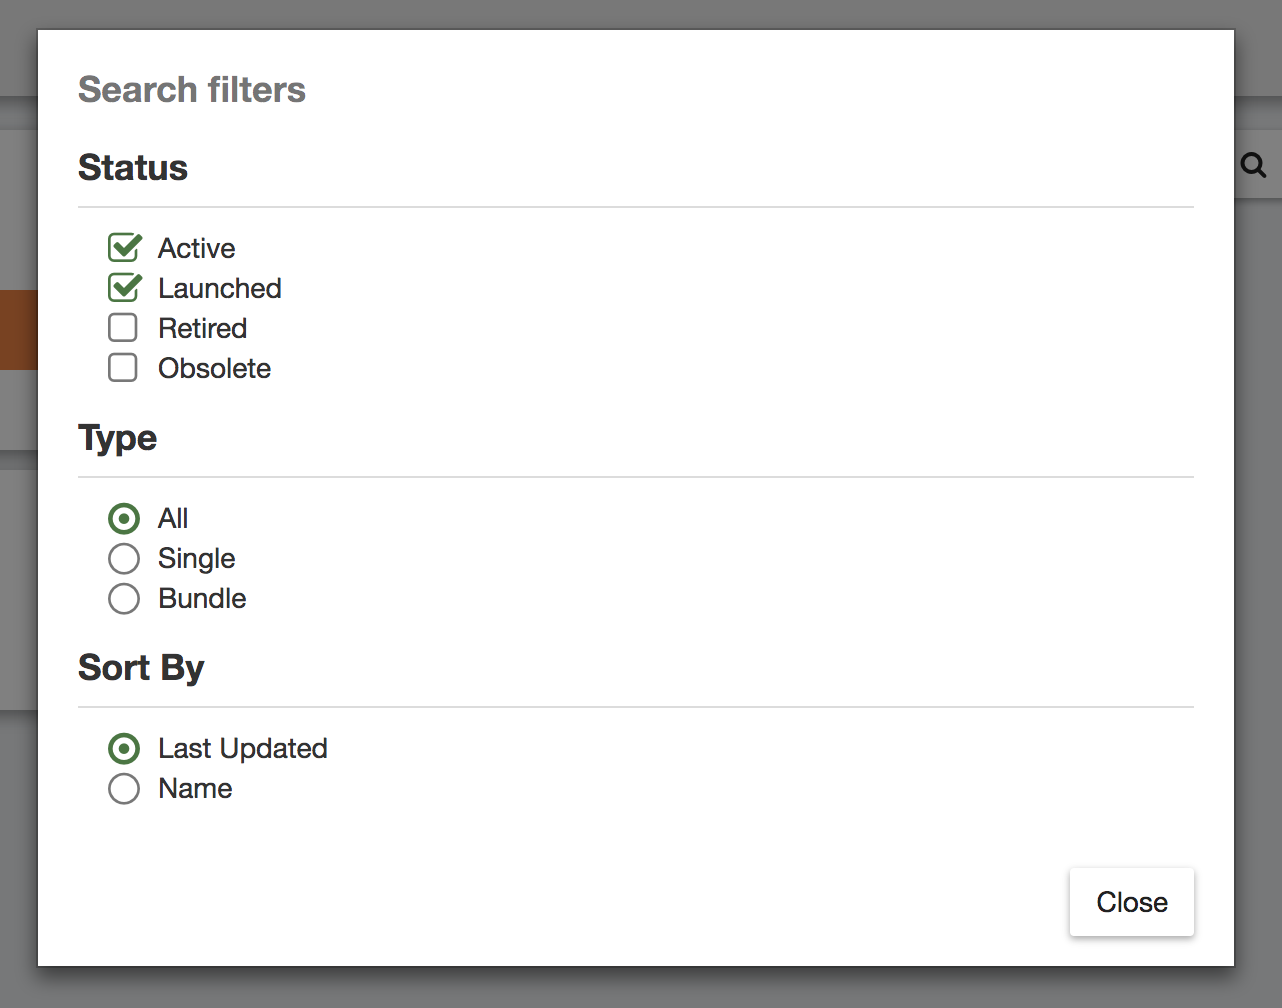 Search filters
Status
Active
Launched
Retired
Obsolete
Type
All
Single
Bundle
Sort By
Last Updated
Name
Close